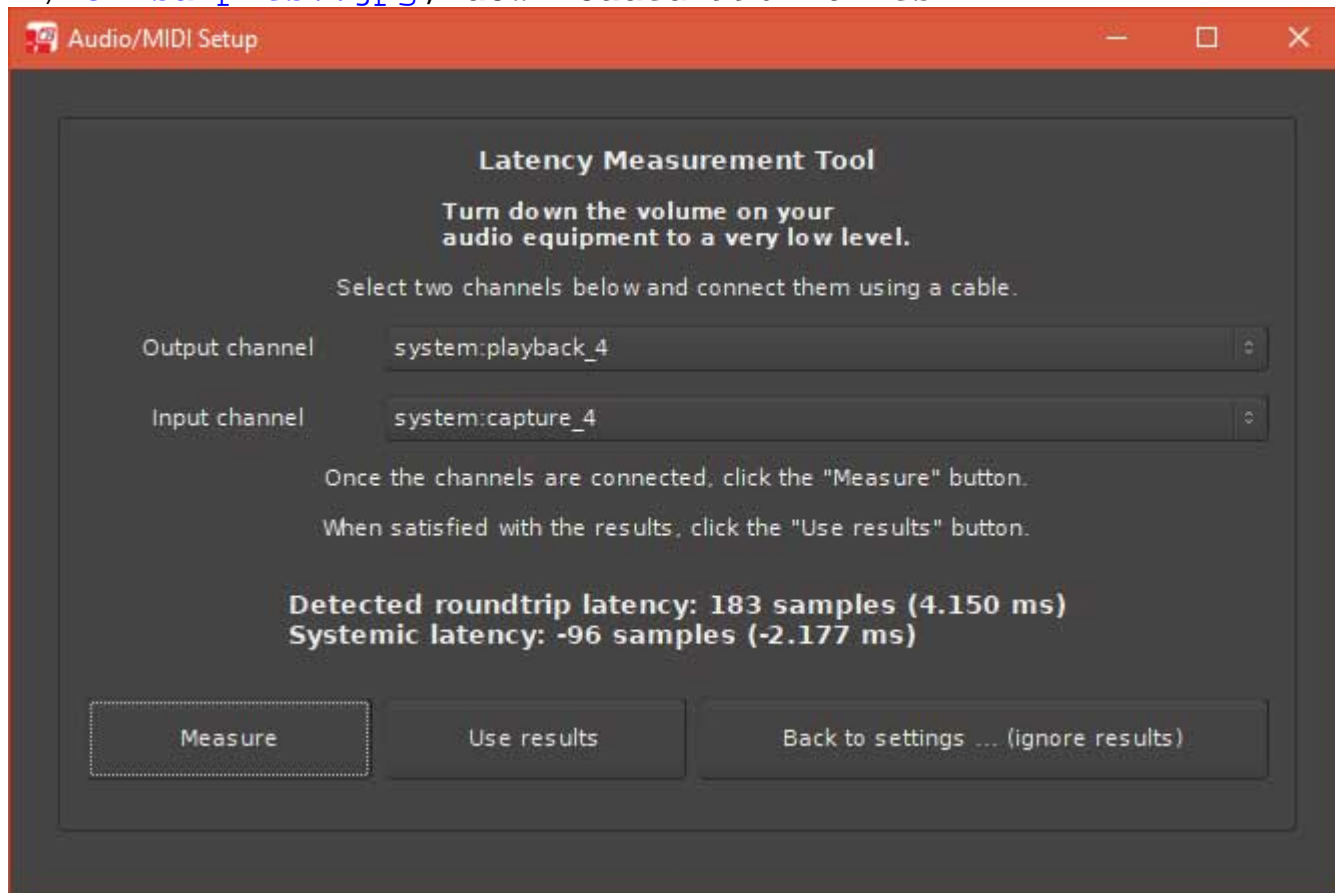 Audio/MIDI Setup
Latency Measurement Tool
Turn down the volume on your
audio equipment to a very low level.
Select two channels below and connect them using a cable.
Output channel system:playback_4
Input channel system:capture_4
Once the channels are connected, click the "Measure" button.
When satisfied with the results, click the "Use results" button.
Detected roundtrip latency: 183 samples (4.150 ms)
Systemic latency: -96 samples (-2.177 ms)
Measure Use results Back to settings ... (ignore results)